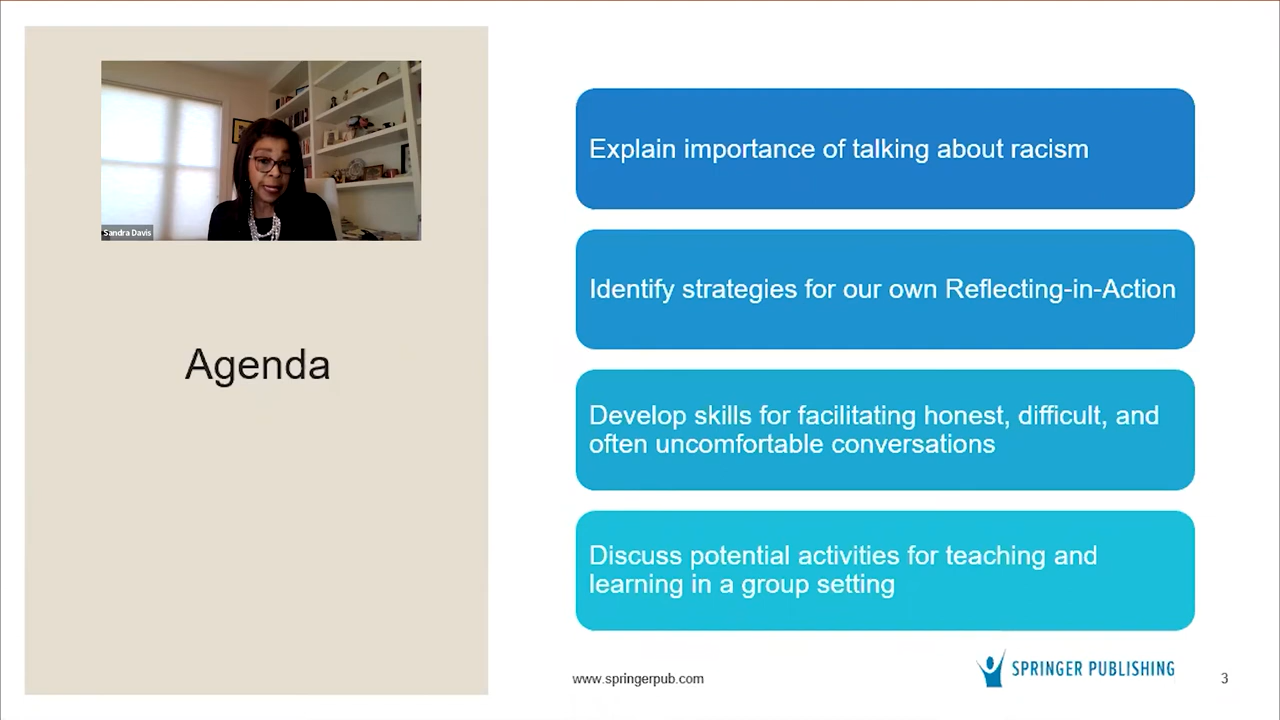 Sandra Davis
Agenda
Explain importance of talking about racism
Identify strategies for our own Reflecting-in-Action
Develop skills for facilitating honest, difficult, and
often uncomfortable conversations
Discuss potential activities for teaching and
learning in a group setting
www.springerpub.com
SPRINGER PUBLISHING
3